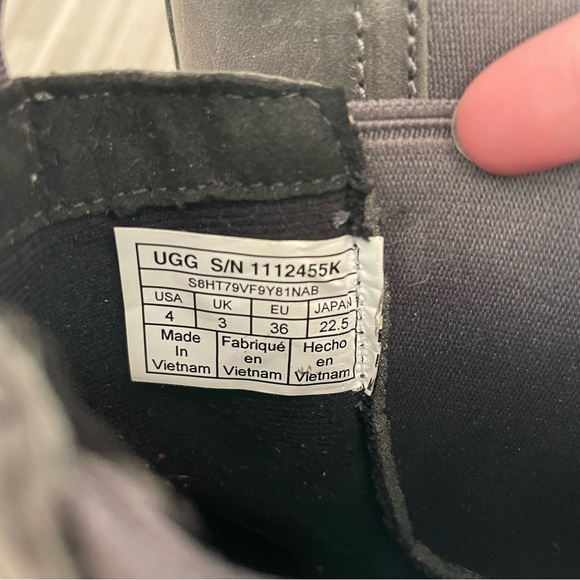 UGG S/N 1112455K
S8HT79VF9Y81NAB
USA UK EU JAPAN
4 3 36 22.5
Made Fabriqué Hecho
In en en
Vietnam Vietnam Vietnam